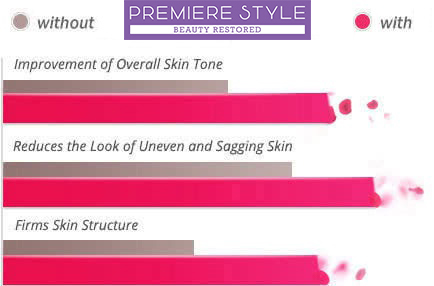 without
PREMIERE STYLE
BEAUTY RESTORED
with
Improvement of Overall Skin Tone
Reduces the Look of Uneven and Sagging Skin
Firms Skin Structure